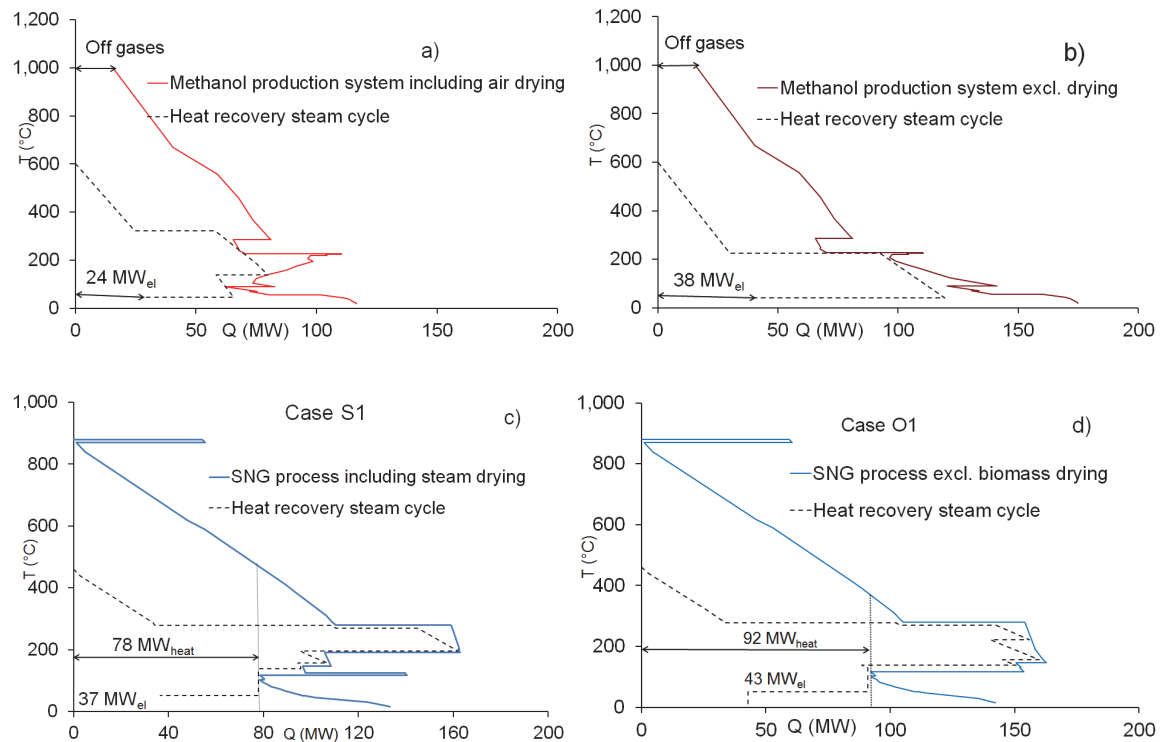 1,200
1,000
800
600
400
200
0
T (°C)
Off gases
a)
Methanol production system including air drying
Heat recovery steam cycle
24 MWel
0
50
100
150
200
Q (MW)
1,200
1,000
800
600
400
200
0
T (°C)
Off gases
b)
Methanol production system excl. drying
Heat recovery steam cycle
38 MWel
0
50
100
150
200
Q (MW)
1,000
800
600
400
200
0
T (°C)
Case S1
c)
SNG process including steam drying
Heat recovery steam cycle
78 MWheat
37 MWel
0
40
80
120
160
200
Q (MW)
1,000
800
600
400
200
0
T (°C)
Case O1
d)
SNG process excl. biomass drying
Heat recovery steam cycle
92 MWheat
43 MWel
0
50
100
150
200
Q (MW)